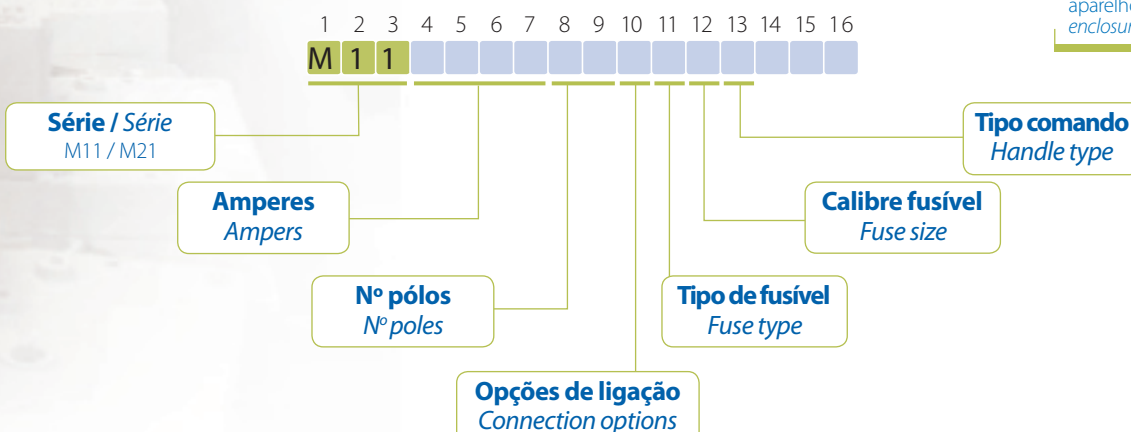 aparelho
enclosur
1 2 3 4 5 6 7 8 9 10 11 12 13 14 15 16
M 1 1
Série / Série
M11 / M21
Tipo comando
Handle type
Amperes
Ampers
Calibre fusível
Fuse size
Nº pólos
Nº poles
Tipo de fusível
Fuse type
Opções de ligação
Connection options